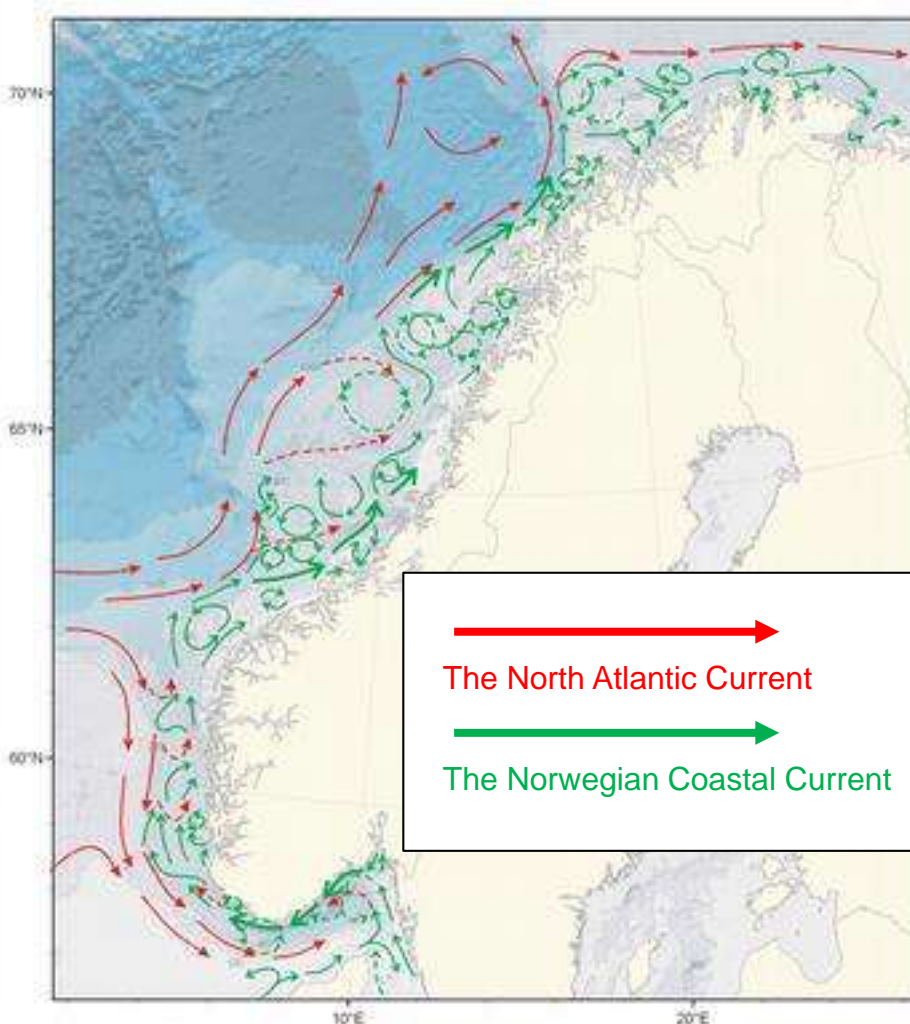 70°N
65°N
60°N
The North Atlantic Current
The Norwegian Coastal Current
10°E
20°E